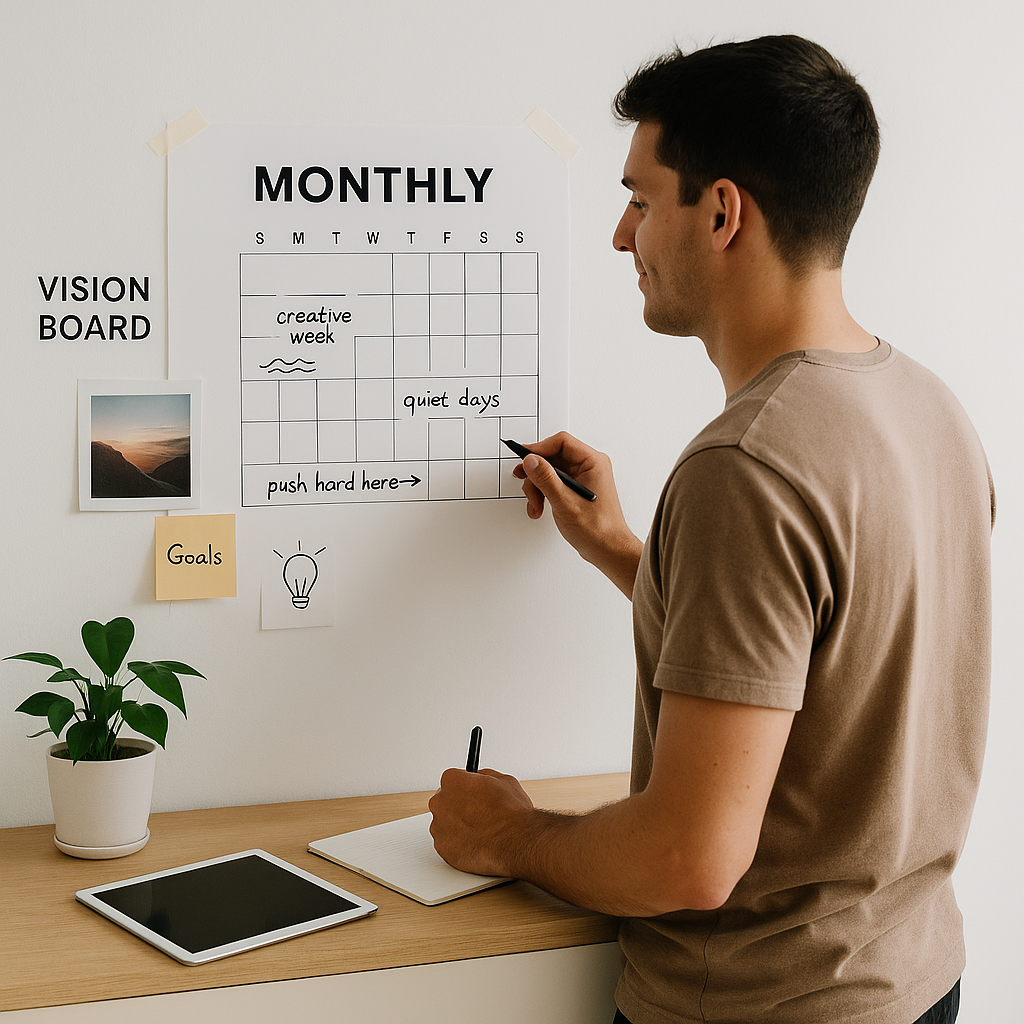 MONTHLY
S M T W T F S S
VISION
BOARD
creative
week
quiet days
push hard here→
Goals